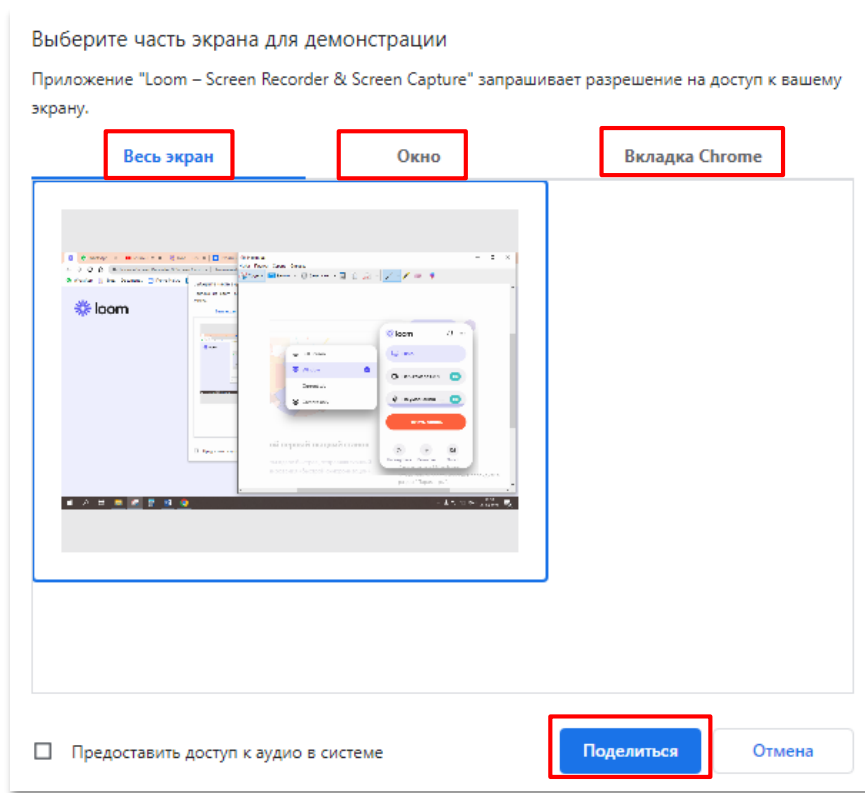 Выберите часть экрана для демонстрации
Приложение "Loom – Screen Recorder & Screen Capture" запрашивает разрешение на доступ к вашему
экрану.
Весь экран Окно Вкладка Chrome
loom
loom
Предоставить доступ к аудио в системе
Поделиться Отмена